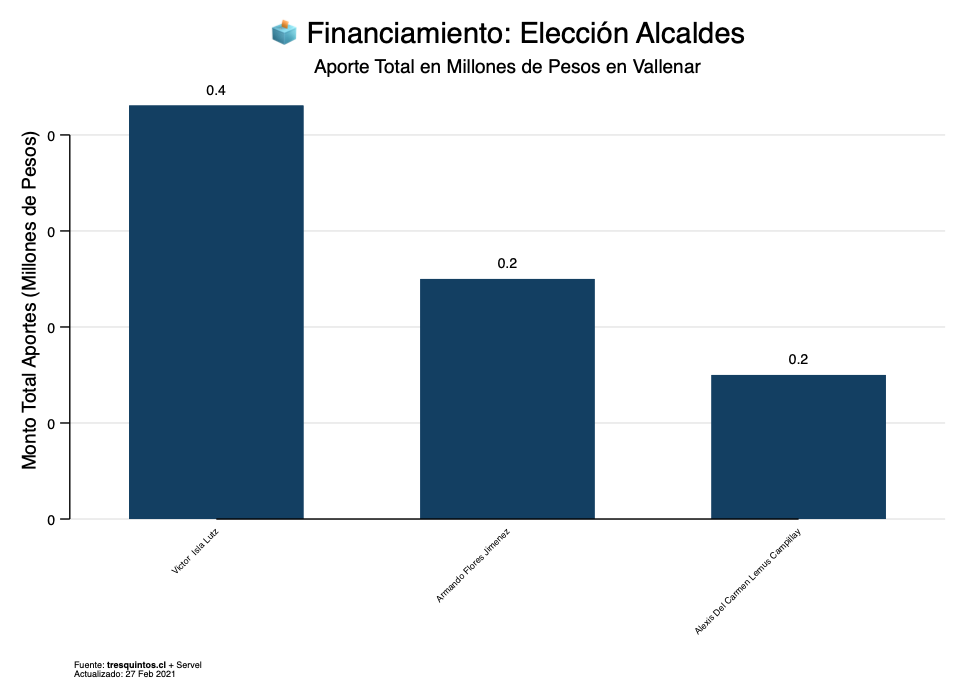 Financiamiento: Elección Alcaldes
Aporte Total en Millones de Pesos en Vallenar
Monto Total Aportes (Millones de Pesos)
0
0
0
0
0
0.4
0.2
0.2
Victor  Isla Lutz
Armando Flores Jimenez
Alexis Del Carmen Lemus Campillay
Fuente: tresquintos.cl + Servel
Actualizado: 27 Feb 2021